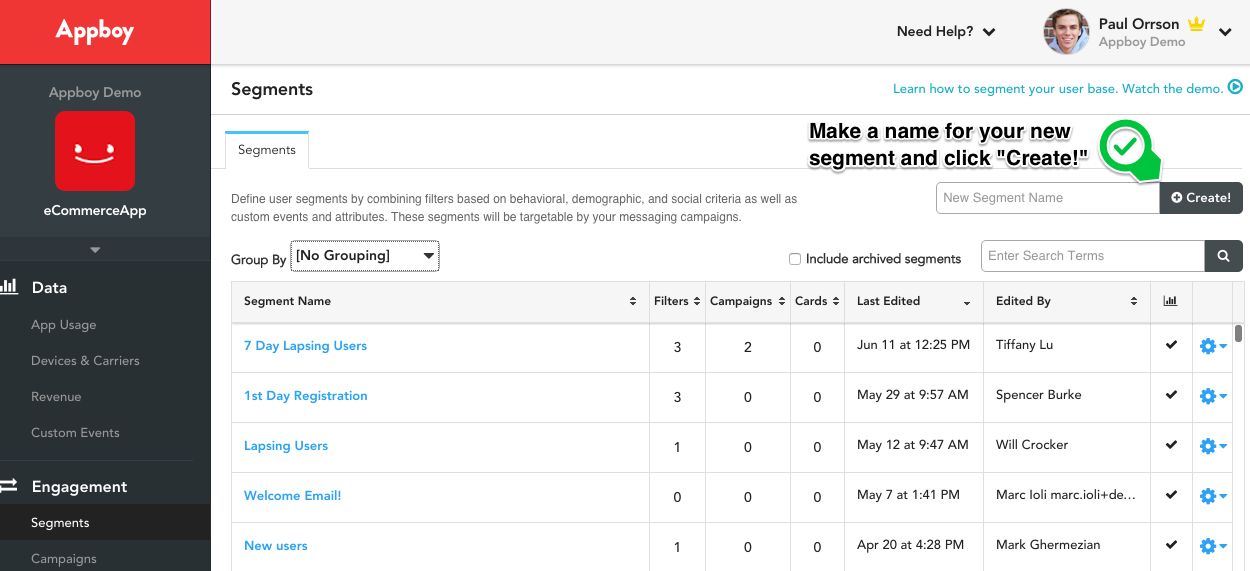 Appboy
Need Help?
Paul Orrson
Appboy Demo
Appboy Demo
eCommerceApp
Data
App Usage
Devices & Carriers
Revenue
Custom Events
Engagement
Segments
Campaigns
Segments
Learn how to segment your user base. Watch the demo.
Segments
Make a name for your new
segment and click "Create!"
Define user segments by combining filters based on behavioral, demographic, and social criteria as well as
custom events and attributes. These segments will be targetable by your messaging campaigns.
New Segment Name Create!
Group By [No Grouping] Include archived segments Enter Search Terms
Segment Name Filters Campaigns Cards Last Edited Edited By
7 Day Lapsing Users 3 2 0 Jun 11 at 12:25 PM Tiffany Lu
1st Day Registration 3 0 0 May 29 at 9:57 AM Spencer Burke
Lapsing Users 1 0 0 May 12 at 9:47 AM Will Crocker
Welcome Email! 0 0 0 May 7 at 1:41 PM Marc Ioli marc.ioli+de...
New users 1 0 0 Apr 20 at 4:28 PM Mark Ghermezian